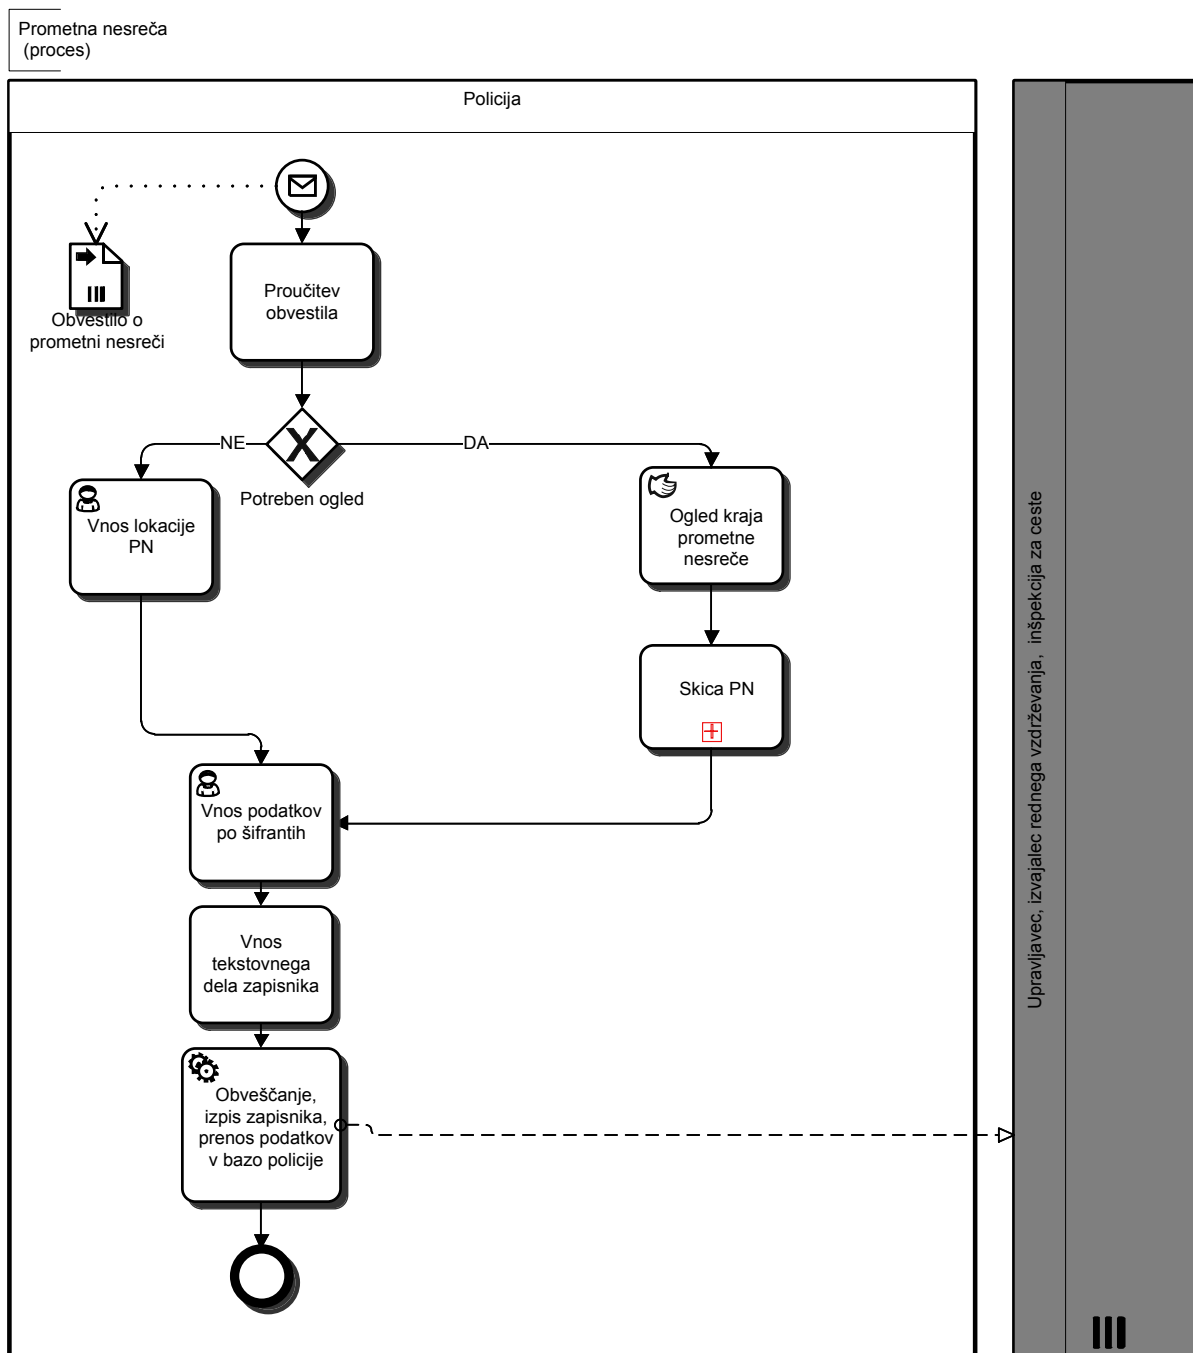 Prometna nesreča
(proces)
Policija
Obvestilo o
prometni nesreči
Proučitev
obvestila
NE
DA
Potreben ogled
Vnos lokacije
PN
Ogled kraja
prometne
nesreče
Skica PN
Vnos podatkov
po šifrantih
Vnos
tekstovnega
dela zapisnika
Obveščanje,
izpis zapisnika,
prenos podatkov
v bazo policije
Upravljavec, izvajalec rednega vzdrževanja, inšpekcija za ceste